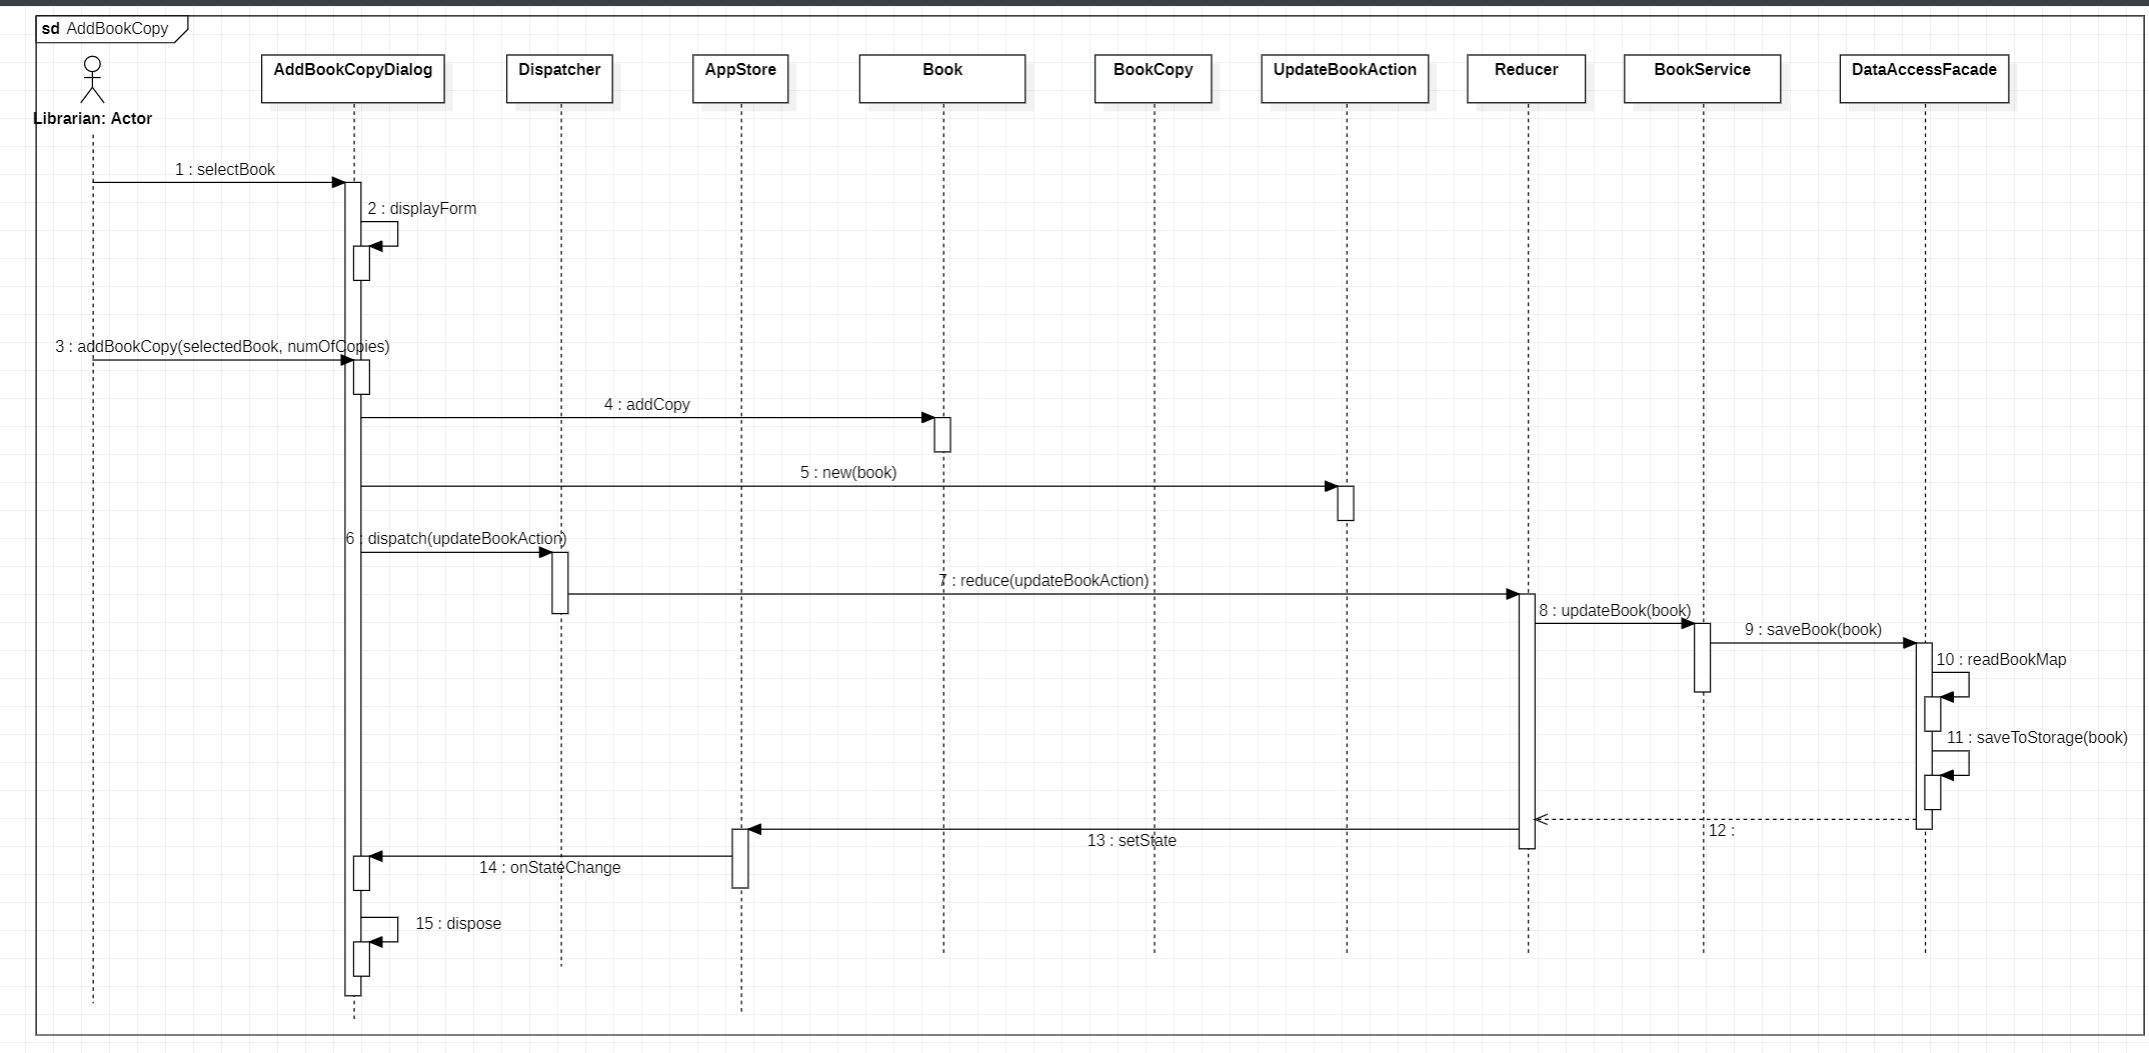 sd AddBookCopy
Librarian: Actor
AddBookCopyDialog
Dispatcher
AppStore
Book
BookCopy
UpdateBookAction
Reducer
BookService
DataAccessFacade
1 : selectBook
2 : displayForm
3 : addBookCopy(selectedBook, numOfCopies)
4 : addCopy
5 : new(book)
6 : dispatch(updateBookAction)
7 : reduce(updateBookAction)
8 : updateBook(book)
9 : saveBook(book)
10 : readBookMap
11 : saveToStorage(book)
12 :
13 : setState
14 : onStateChange
15 : dispose